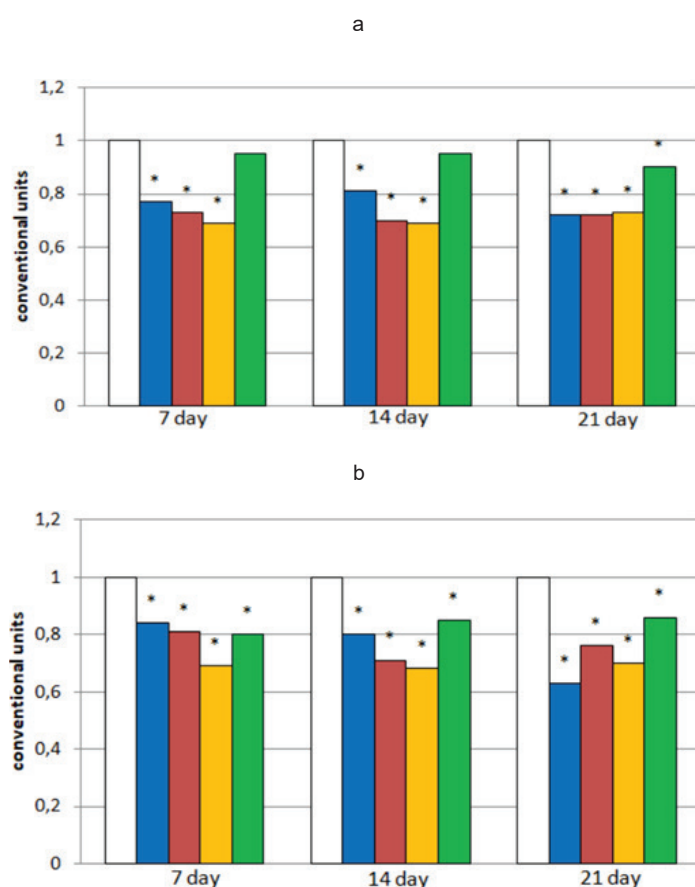 a
1,2
1
0,8
0,6
0,4
0,2
0
conventional units
* * *
* * *
* * * *
7 day 14 day 21 day
b
1,2
1
0,8
0,6
0,4
0,2
0
conventional units
* * * *
* * * *
* * * *
7 day 14 day 21 day